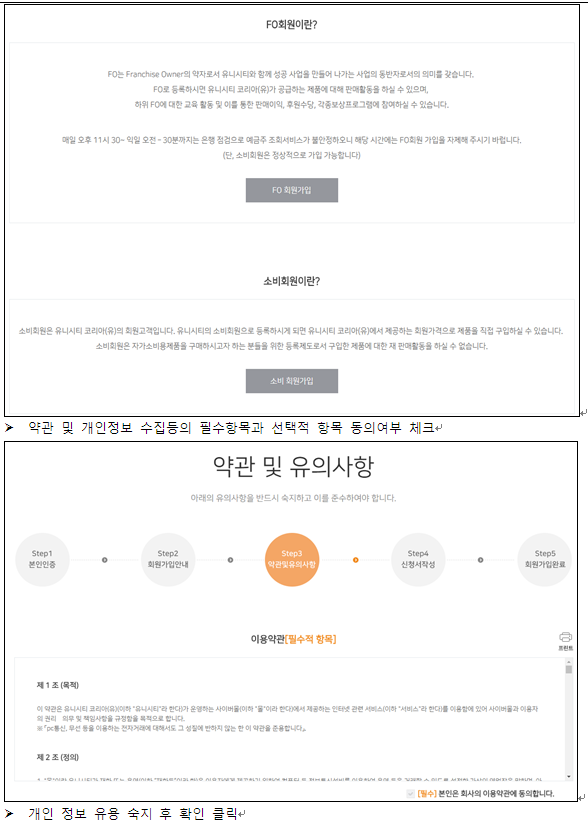 FO회원이란?
FO는 Franchise Owner의 약자로서 유니시티와 함께 성공 사업을 만들어 나가는 사업의 동반자로서의 의미를 갖습니다.
FO로 등록하시면 유니시티 코리아(유)가 공급하는 제품에 대해 판매활동을 하실 수 있으며,
하위 FO에 대한 교육 활동 및 이를 통한 판매이익, 후원수당, 각종보상프로그램에 참여하실 수 있습니다.
매일 오후 11시 30~ 익일 오전 - 30분까지는 은행 점검으로 예금주 조회서비스가 불안정하오니 해당 시간에는 FO회원 가입을 자제해 주시기 바랍니다.
(단, 소비회원은 정상적으로 가입 가능합니다)
FO 회원가입
소비회원이란?
소비회원은 유니시티 코리아(유)의 회원고객입니다. 유니시티의 소비회원으로 등록하시게 되면 유니시티 코리아(유)에서 제공하는 회원가격으로 제품을 직접 구입하실 수 있습니다.
소비회원은 자가소비용제품을 구매하시고자 하는 분들을 위한 등록제도로서 구입한 제품에 대한 재 판매활동을 하실 수 없습니다.
소비 회원가입
➢ 약관 및 개인정보 수집등의 필수항목과 선택적 항목 동의여부 체크
약관 및 유의사항
아래의 유의사항을 반드시 숙지하고 이를 준수하여야 합니다.
Step1 Step2 Step3 Step4 Step5
본인인증 회원가입안내 약관및유의사항 신청서작성 회원가입완료
이용약관[필수적 항목]
프린트
제 1 조 (목적)
이 약관은 유니시티 코리아(유)(이하 "유니시티"라 한다)가 운영하는 사이버몰(이하 "몰"이라 한다)에서 제공하는 인터넷 관련 서비스(이하 "서비스"라 한다)를 이용함에 있어 사이버몰과 이용자
의 권리 의무 및 책임사항을 규정함을 목적으로 합니다.
※『pc통신, 무선 등을 이용하는 전자거래에 대해서도 그 성질에 반하지 않는 한 이 약관을 준용합니다』
제 2 조 (정의)
[필수] 본인은 회사의 이용약관에 동의합니다.
➢ 개인 정보 유용 숙지 후 확인 클릭